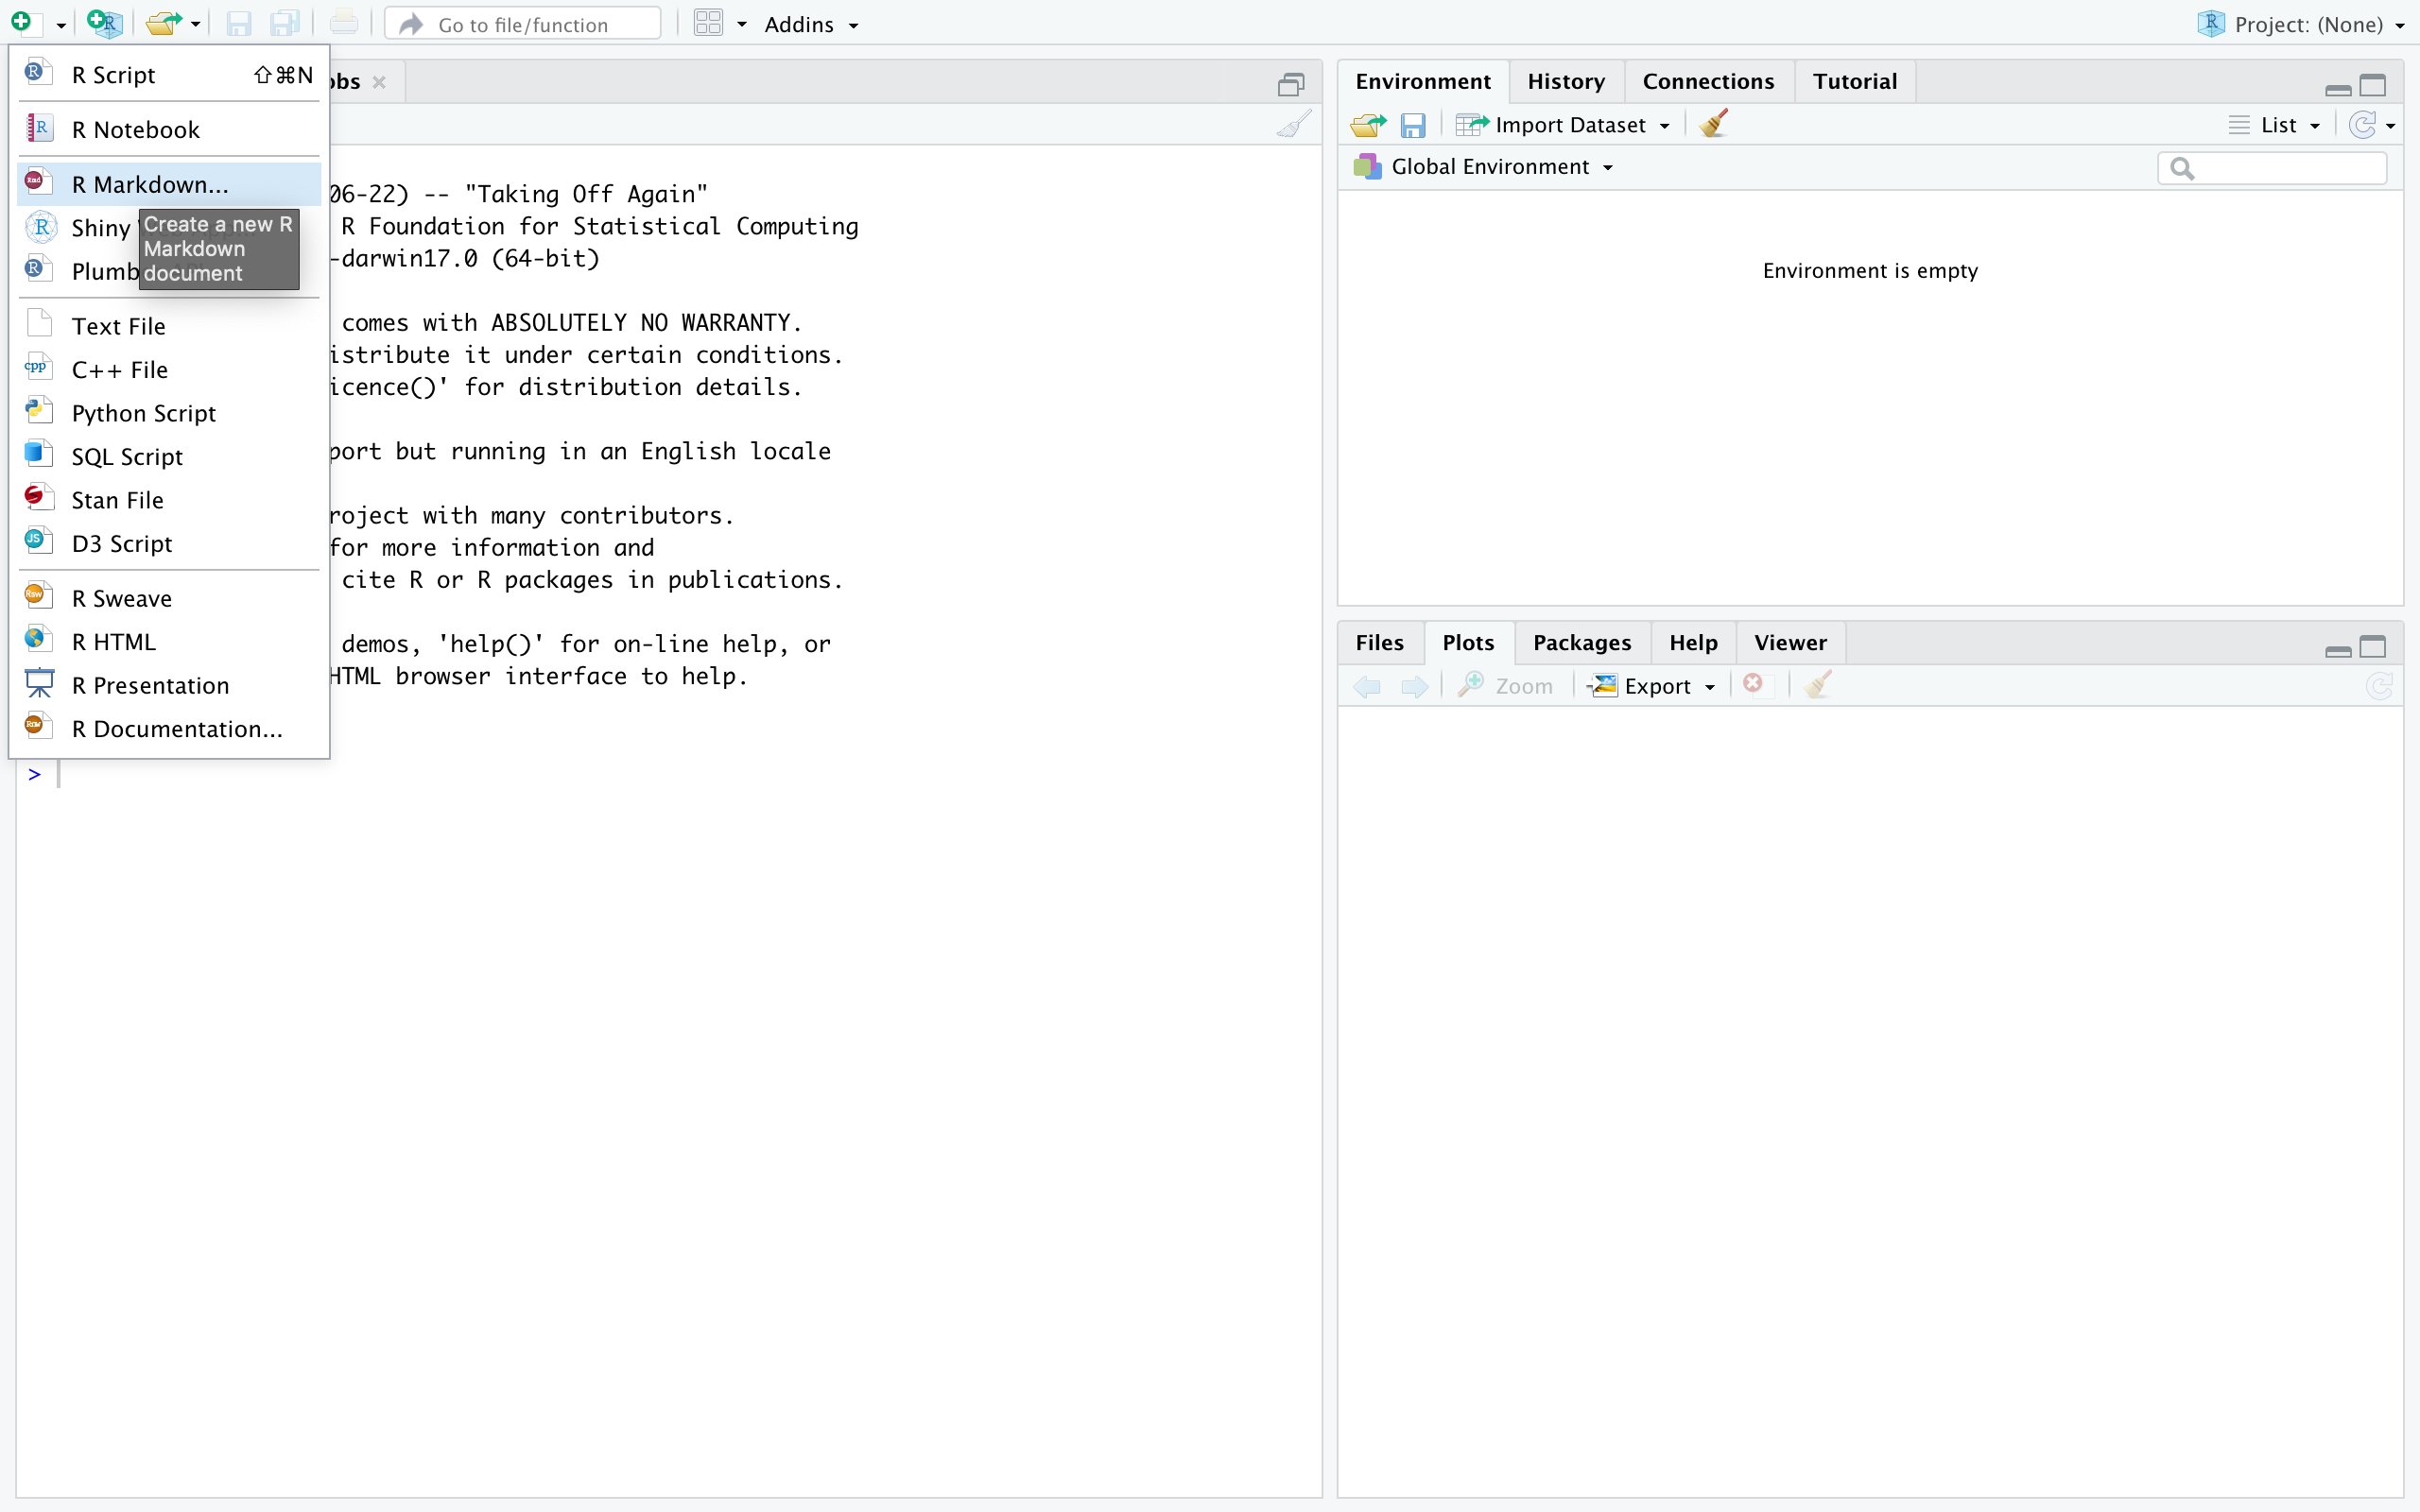 Go to file/function
Addins
Project: (None)
R Script ⇧⌘N
R Notebook
R Markdown...
Shiny
Plumb
Create a new R
Markdown
document
Text File
C++ File
Python Script
SQL Script
Stan File
D3 Script
R Sweave
R HTML
R Presentation
R Documentation...
obs
06-22) -- "Taking Off Again"
R Foundation for Statistical Computing
-darwin17.0 (64-bit)
comes with ABSOLUTELY NO WARRANTY.
istribute it under certain conditions.
icence()' for distribution details.
port but running in an English locale
roject with many contributors.
for more information and
cite R or R packages in publications.
demos, 'help()' for on-line help, or
HTML browser interface to help.
>
Environment History Connections Tutorial
Import Dataset List
Global Environment
Environment is empty
Files Plots Packages Help Viewer
Zoom Export